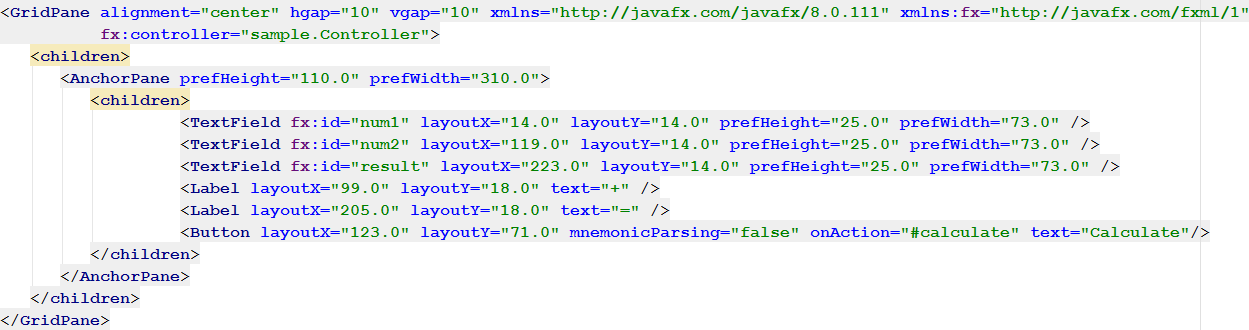 <GridPane alignment="center" hgap="10" vgap="10" xmlns="http://javafx.com/javafx/8.0.111" xmlns:fx="http://javafx.com/fxml/1"
fx:controller="sample.Controller">
<children>
<AnchorPane prefHeight="110.0" prefWidth="310.0">
<children>
<TextField fx:id="num1" layoutX="14.0" layoutY="14.0" prefHeight="25.0" prefWidth="73.0" />
<TextField fx:id="num2" layoutX="119.0" layoutY="14.0" prefHeight="25.0" prefWidth="73.0" />
<TextField fx:id="result" layoutX="223.0" layoutY="14.0" prefHeight="25.0" prefWidth="73.0" />
<Label layoutX="99.0" layoutY="18.0" text="+" />
<Label layoutX="205.0" layoutY="18.0" text="=" />
<Button layoutX="123.0" layoutY="71.0" mnemonicParsing="false" onAction="#calculate" text="Calculate"/>
</children>
</AnchorPane>
</children>
</GridPane>